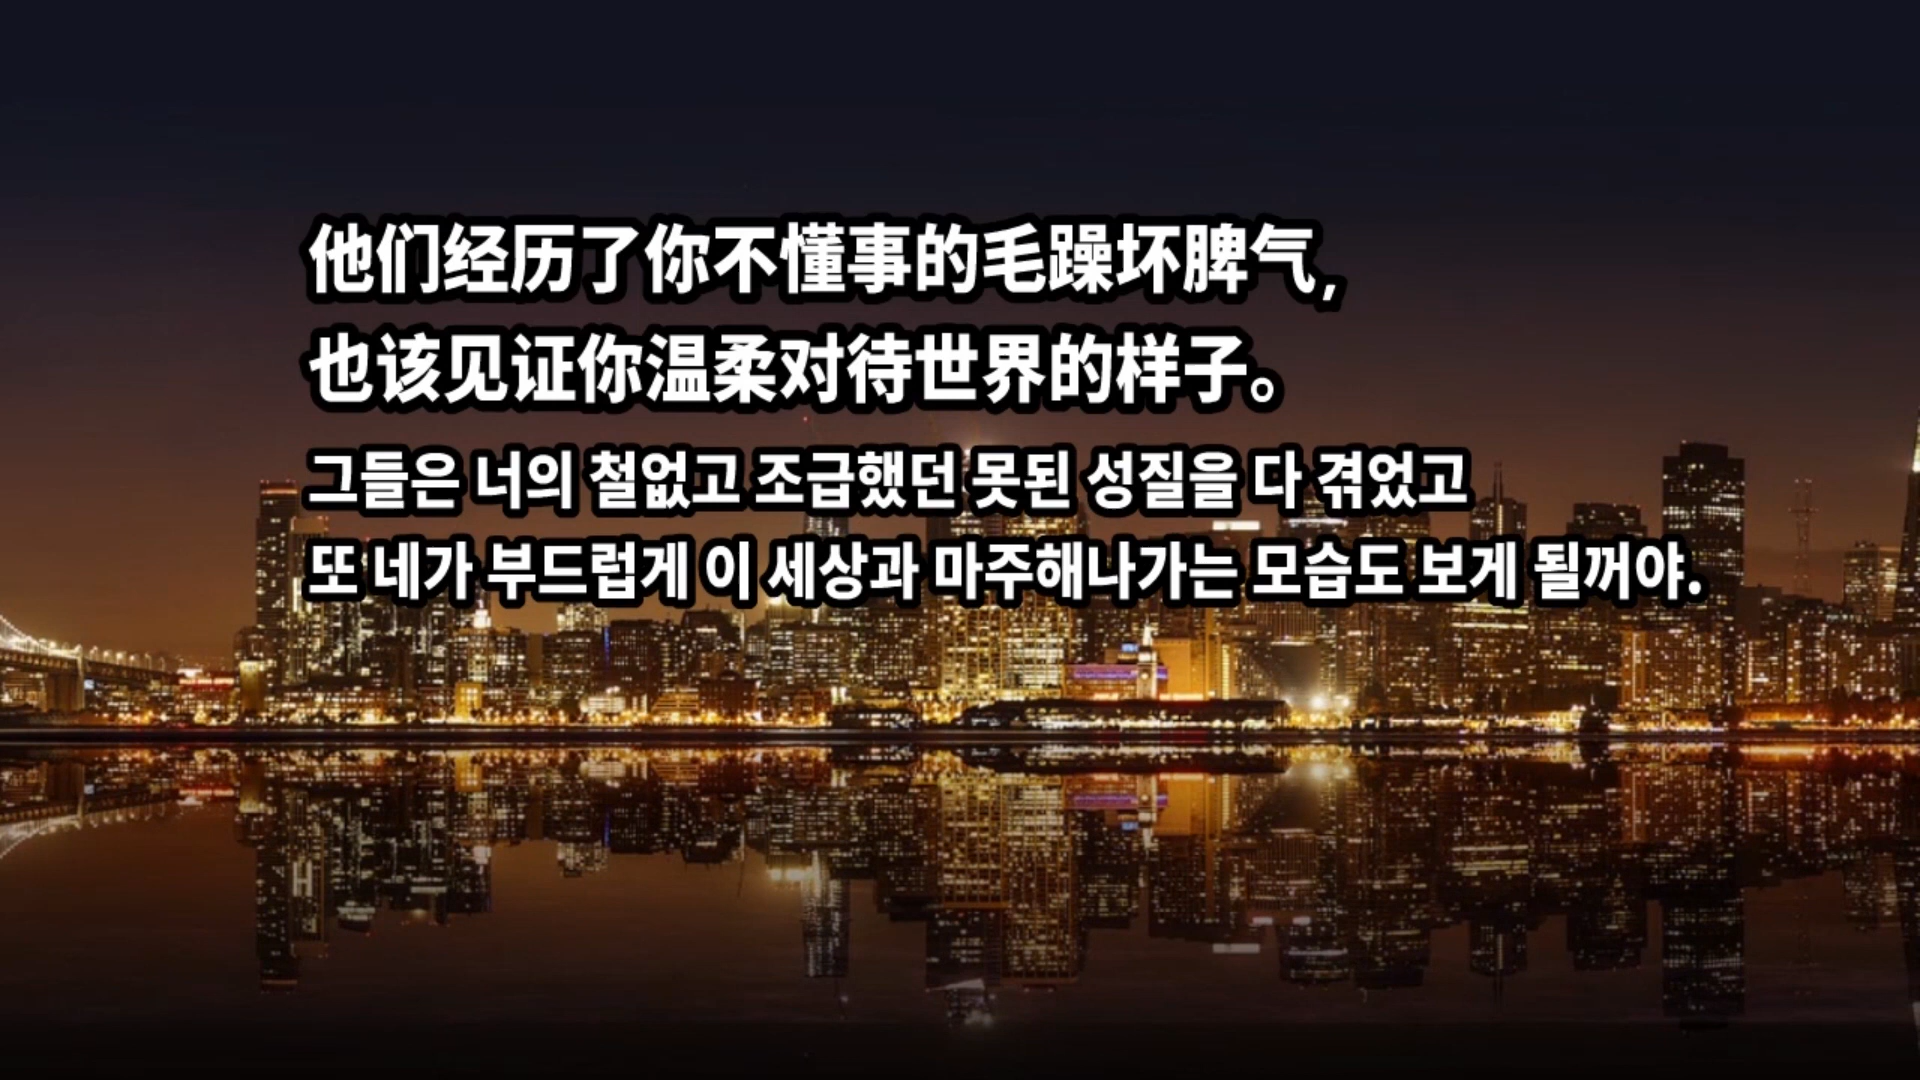 他们经历了你不懂事的毛躁坏脾气，
也该见证你温柔对待世界的样子。
그들은 너의 철없고 조급했던 못된 성질을 다 겪었고
또 네가 부드럽게 이 세상과 마주해나가는 모습도 보게 될꺼야.